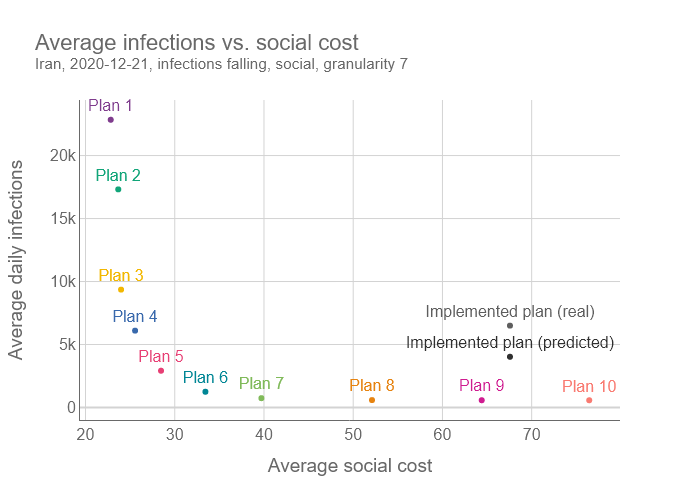 Average infections vs. social cost
Iran, 2020-12-21, infections falling, social, granularity 7
Plan 1
20k
Plan 2
15k
Plan 3
10k
Plan 4
Implemented plan (real)
5k
Implemented plan (predicted)
Plan 5
Plan 6
Plan 7
Plan 8
Plan 9
Plan 10
0
20 30 40 50 60 70
Average social cost
Average daily infections